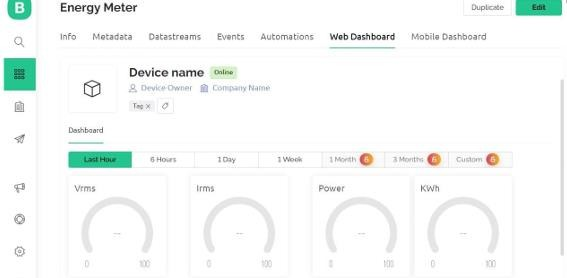 B
Energy Meter
Duplicate
Edit
Info Metadata Datastreams Events Automations Web Dashboard Mobile Dashboard
Device name Online
Device Owner Company Name
Tag ×
Dashboard
Last Hour 6 Hours 1 Day 1 Week 1 Month 3 Months Custom
Vrms Irms Power KWh
-- -- -- --
0 100 0 100 0 100 0 100